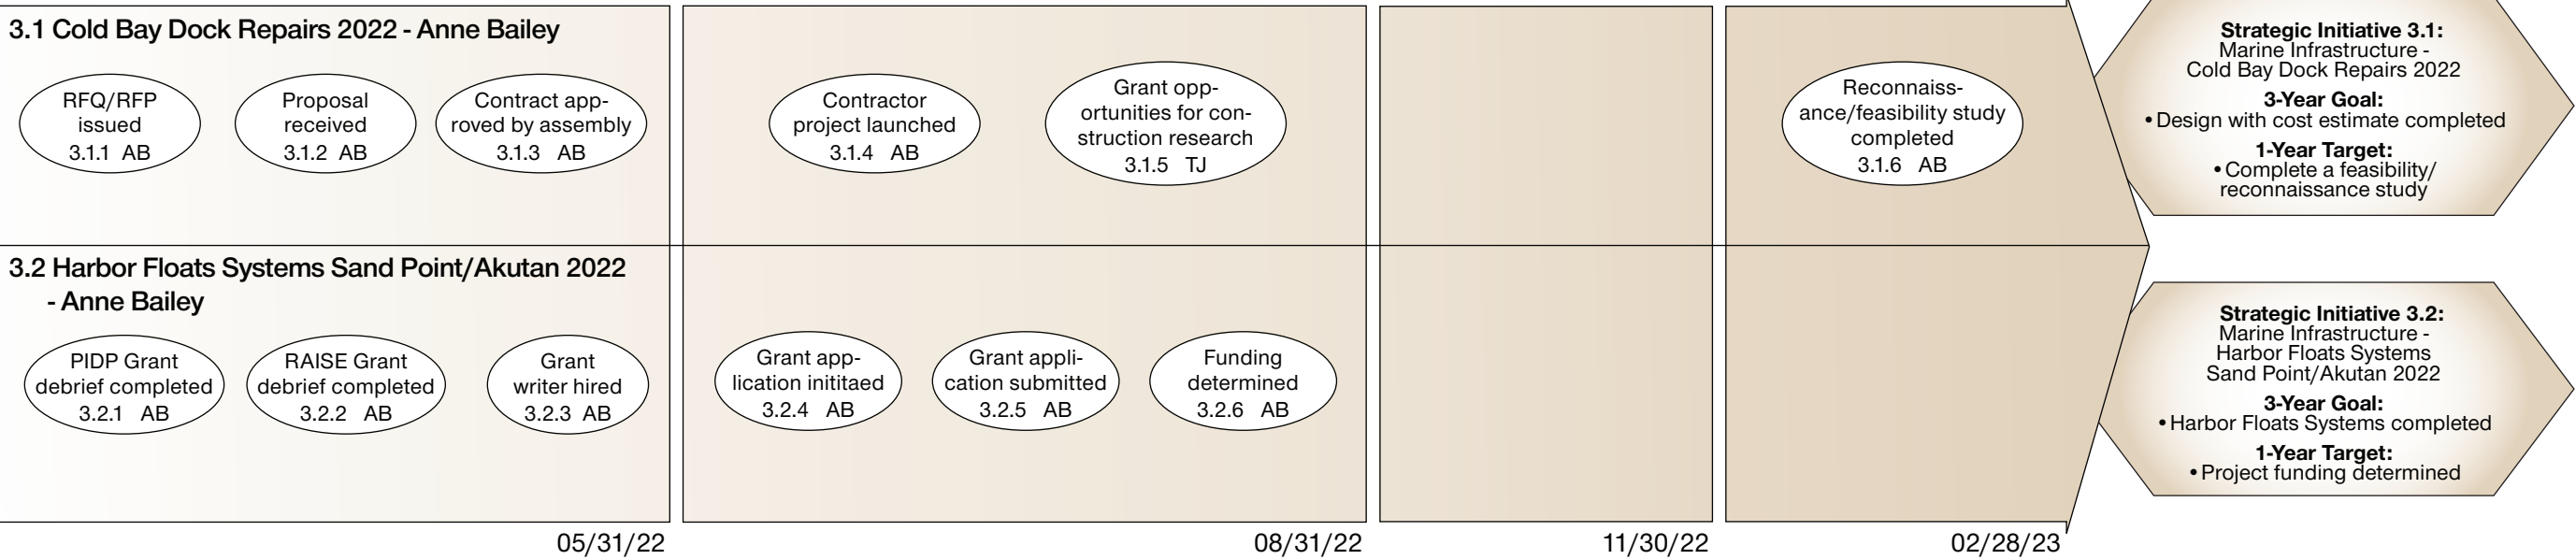 3.1 Cold Bay Dock Repairs 2022 - Anne Bailey
RFQ/RFP
issued
3.1.1 AB
Proposal
received
3.1.2 AB
Contract app-
roved by assembly
3.1.3 AB
Contractor
project launched
3.1.4 AB
Grant opp-
ortunities for con-
struction research
3.1.5 TJ
Reconnaiss-
ance/feasibility study
completed
3.1.6 AB
Strategic Initiative 3.1:
Marine Infrastructure -
Cold Bay Dock Repairs 2022
3-Year Goal:
• Design with cost estimate completed
1-Year Target:
• Complete a feasibility/
reconnaissance study
3.2 Harbor Floats Systems Sand Point/Akutan 2022
- Anne Bailey
PIDP Grant
debrief completed
3.2.1 AB
RAISE Grant
debrief completed
3.2.2 AB
Grant
writer hired
3.2.3 AB
Grant app-
lication inititaed
3.2.4 AB
Grant appli-
cation submitted
3.2.5 AB
Funding
determined
3.2.6 AB
Strategic Initiative 3.2:
Marine Infrastructure -
Harbor Floats Systems
Sand Point/Akutan 2022
3-Year Goal:
• Harbor Floats Systems completed
1-Year Target:
• Project funding determined
05/31/22
08/31/22
11/30/22
02/28/23